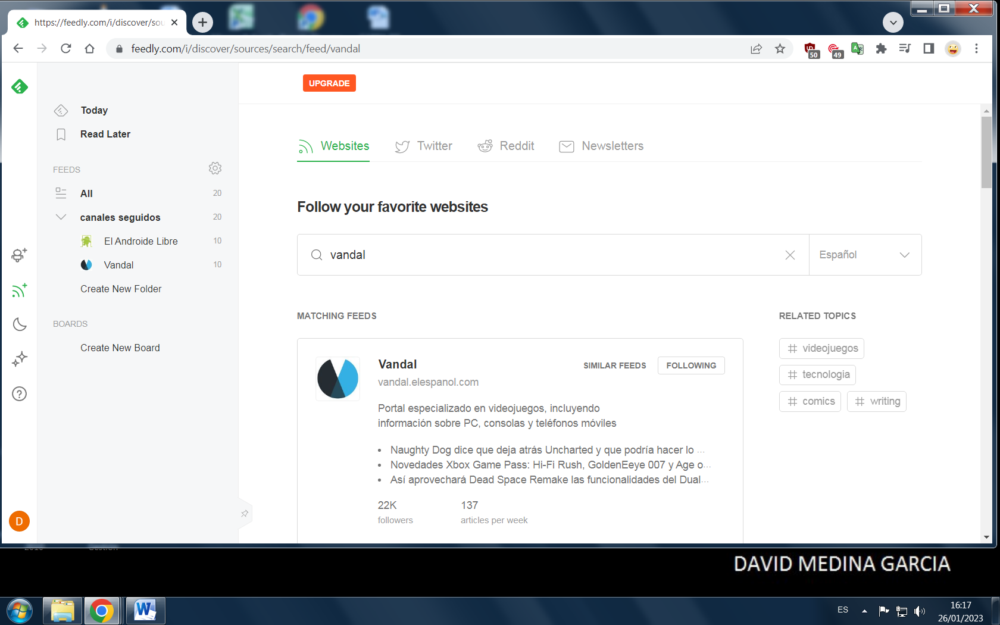 https://feedly.com/i/discover/sou
feedly.com/i/discover/sources/search/feed/vandal
50
49
UPGRADE
Today
Read Later
FEEDS
All 20
canales seguidos 20
El Androide Libre 10
Vandal 10
Create New Folder
BOARDS
Create New Board
D
Websites Twitter Reddit Newsletters
Follow your favorite websites
vandal Español
MATCHING FEEDS
Vandal SIMILAR FEEDS FOLLOWING
vandal.elespanol.com
Portal especializado en videojuegos, incluyendo
información sobre PC, consolas y teléfonos móviles
• Naughty Dog dice que deja atrás Uncharted y que podría hacer lo ...
• Novedades Xbox Game Pass: Hi-Fi Rush, GoldenEeye 007 y Age o...
• Así aprovechará Dead Space Remake las funcionalidades del Dual...
22K 137
followers articles per week
RELATED TOPICS
# videojuegos
# tecnologia
# comics # writing
DAVID MEDINA GARCIA
ES
16:17
26/01/2023